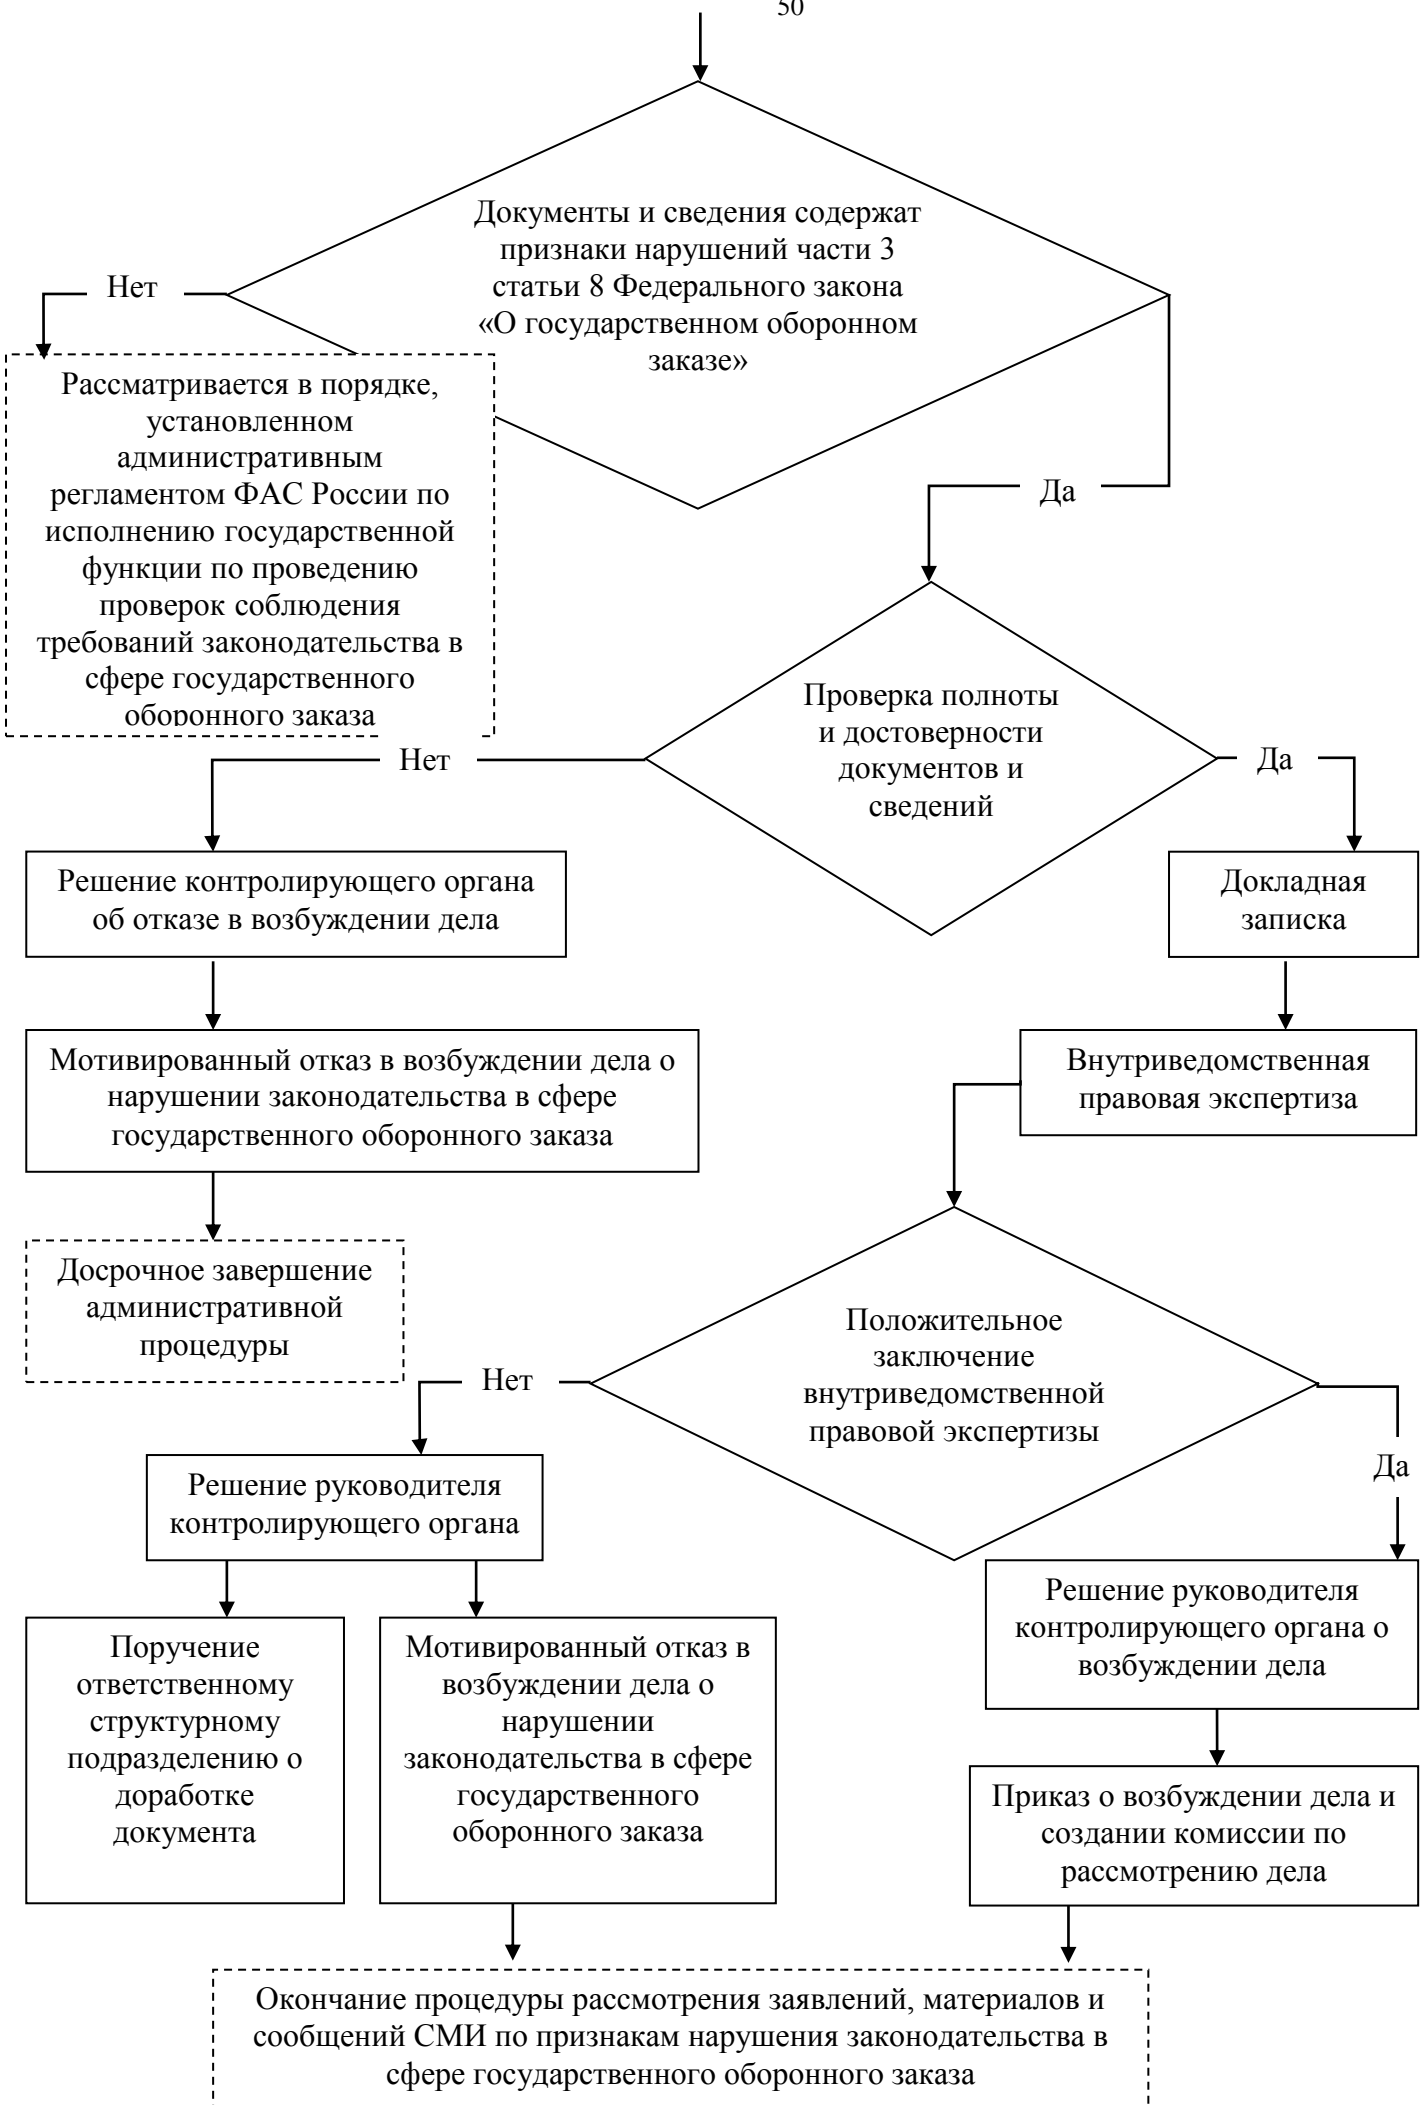 50
Документы и сведения содержат
признаки нарушений части 3
статьи 8 Федерального закона
«О государственном оборонном
заказе»
Нет
Рассматривается в порядке,
установленном
административным
регламентом ФАС России по
исполнению государственной
функции по проведению
проверок соблюдения
требований законодательства в
сфере государственного
оборонного заказа
Да
Проверка полноты
и достоверности
документов и
сведений
Нет
Да
Решение контролирующего органа
об отказе в возбуждении дела
Докладная
записка
Мотивированный отказ в возбуждении дела о
нарушении законодательства в сфере
государственного оборонного заказа
Внутриведомственная
правовая экспертиза
Досрочное завершение
административной
процедуры
Положительное
заключение
внутриведомственной
правовой экспертизы
Нет
Да
Решение руководителя
контролирующего органа
Решение руководителя
контролирующего органа о
возбуждении дела
Поручение
ответственному
структурному
подразделению о
доработке
документа
Мотивированный отказ в
возбуждении дела о
нарушении
законодательства в сфере
государственного
оборонного заказа
Приказ о возбуждении дела и
создании комиссии по
рассмотрению дела
Окончание процедуры рассмотрения заявлений, материалов и
сообщений СМИ по признакам нарушения законодательства в
сфере государственного оборонного заказа